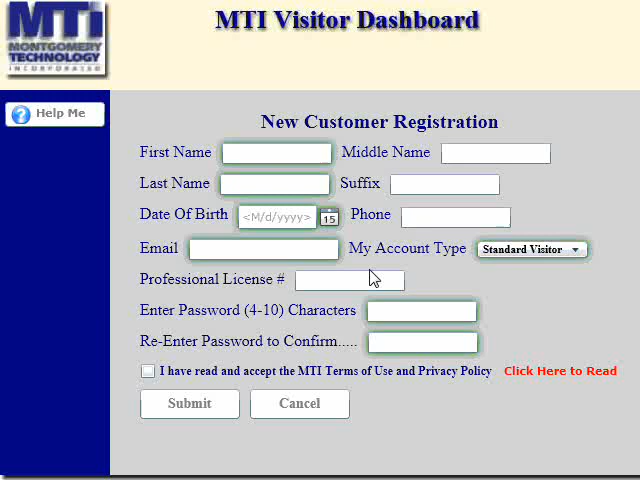 MTI
MONTGOMERY
TECHNOLOGY
INCORPORATED
MTI Visitor Dashboard
Help Me
New Customer Registration
First Name Middle Name
Last Name Suffix
Date Of Birth <M/d/yyyy> 15 Phone
Email My Account Type Standard Visitor
Professional License #
Enter Password (4-10) Characters
Re-Enter Password to Confirm.....
I have read and accept the MTI Terms of Use and Privacy Policy Click Here to Read
Submit Cancel